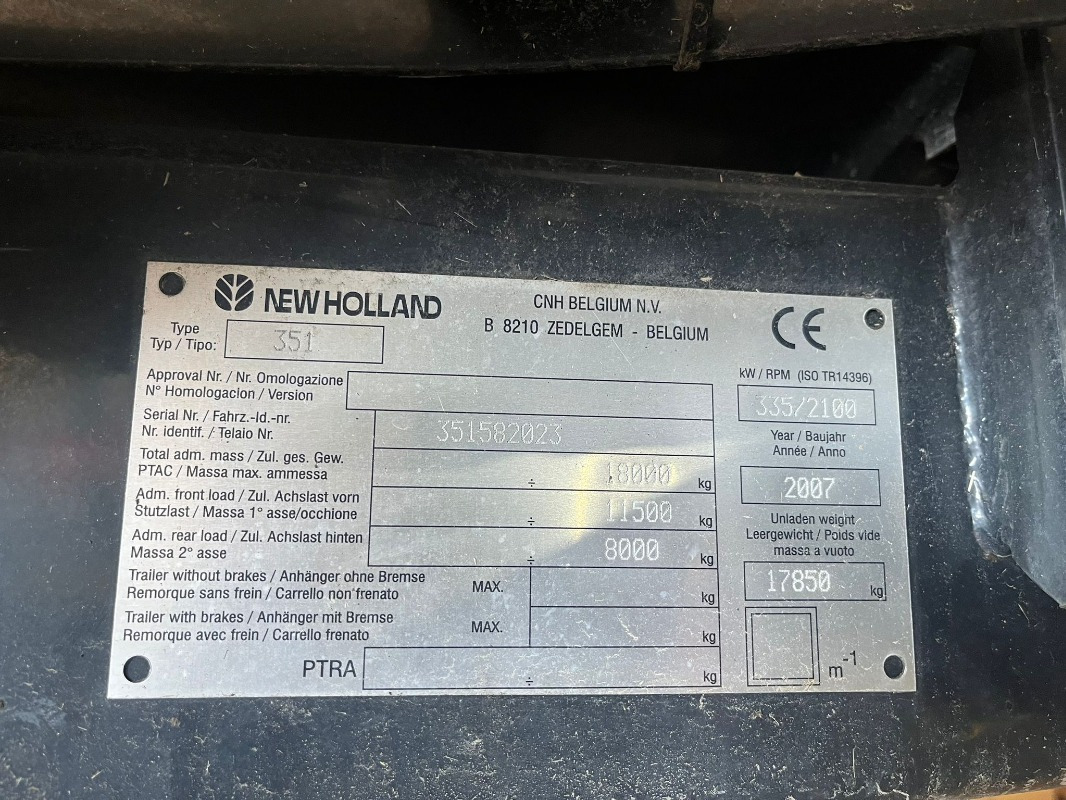 NEW HOLLAND
CNH BELGIUM N.V.
B 8210 ZEDELGEM - BELGIUM
CE
Type
Typ / Tipo: 351
Approval Nr. / Nr. Omologazione
N° Homologacion / Version
Serial Nr. / Fahrz.-Id.-nr.
Nr. identif. / Telaio Nr. 351582023
Total adm. mass / Zul. ges. Gew.
PTAC / Massa max. ammessa ÷ 18000 kg
Adm. front load / Zul. Achslast vorn
Stutzlast / Massa 1° asse/occhione ÷ 11500 kg
Adm. rear load / Zul. Achslast hinten
Massa 2° asse ÷ 8000 kg
Trailer without brakes / Anhänger ohne Bremse
Remorque sans frein / Carrello non frenato MAX. kg
Trailer with brakes / Anhänger mit Bremse
Remorque avec frein / Carrello frenato MAX. kg
PTRA ÷ kg
kW / RPM (ISO TR14396)
335/2100
Year / Baujahr
Année / Anno
2007
Unladen weight
Leergewicht / Poids vide
massa a vuoto
17850 kg
m-1